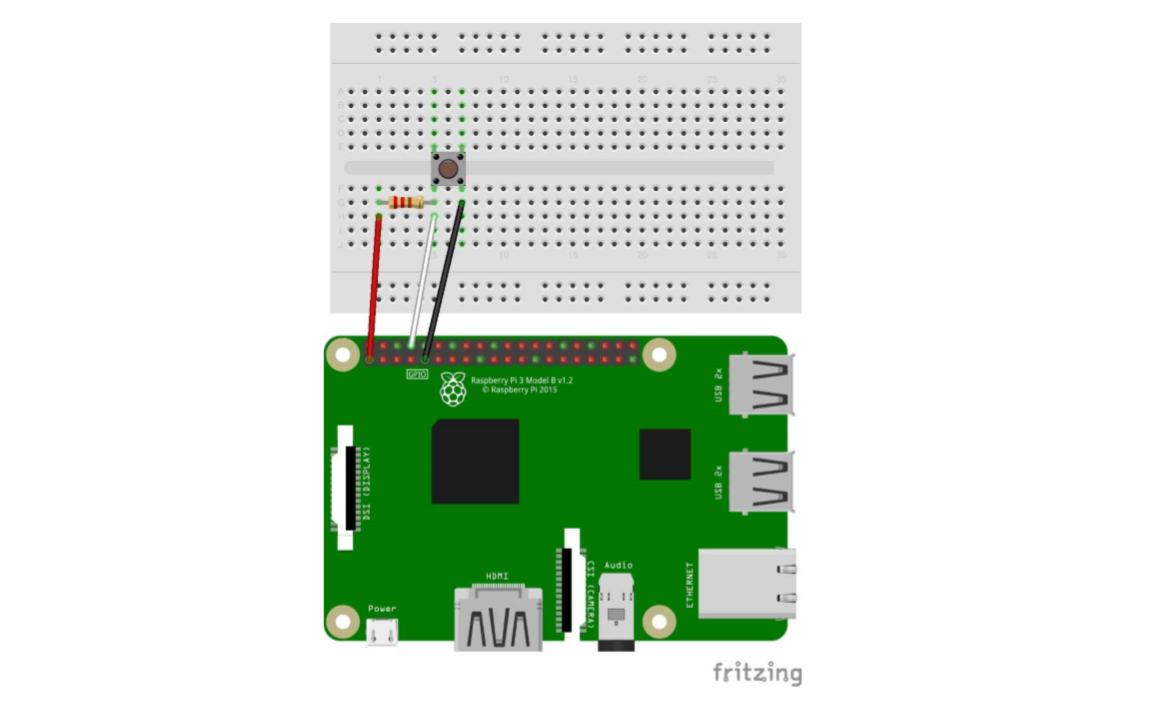 1 5 10 15 20 25 30
A
B
C
D
E
F
G
H
I
J
5 10 15 20 25 30
GPIO
Raspberry Pi 3 Model B v1.2
© Raspberry Pi 2015
USB 2x
USB 2x
DSI (DISPLAY)
ETHERNET
Audio
CSI (CAMERA)
HDMI
Power
fritzing